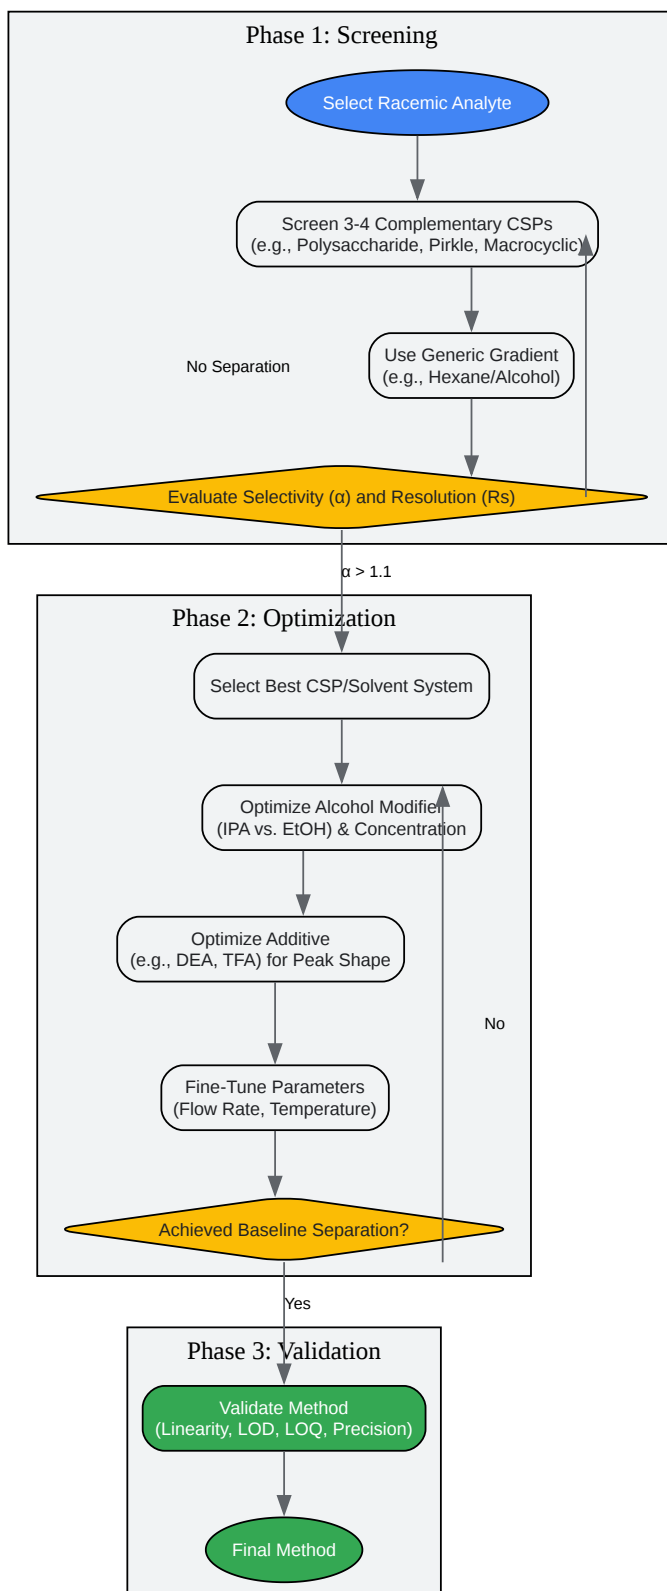 Phase 1: Screening
Select Racemic Analyte
Screen 3-4 Complementary CSPs
(e.g., Polysaccharide, Pirkle, Macrocyclic)
Use Generic Gradient
(e.g., Hexane/Alcohol)
No Separation
Evaluate Selectivity (α) and Resolution (Rs)
α > 1.1
Phase 2: Optimization
Select Best CSP/Solvent System
Optimize Alcohol Modifier
(IPA vs. EtOH) & Concentration
Optimize Additive
(e.g., DEA, TFA) for Peak Shape
No
Fine-Tune Parameters
(Flow Rate, Temperature)
Achieved Baseline Separation?
Yes
Phase 3: Validation
Validate Method
(Linearity, LOD, LOQ, Precision)
Final Method